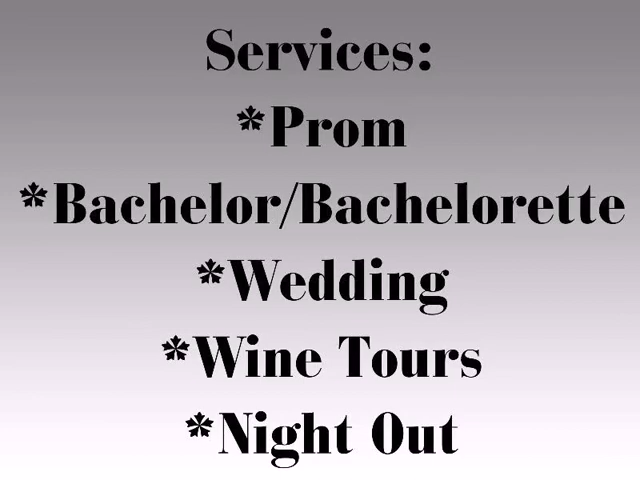 Services:
*Prom
*Bachelor/Bachelorette
*Wedding
*Wine Tours
*Night Out